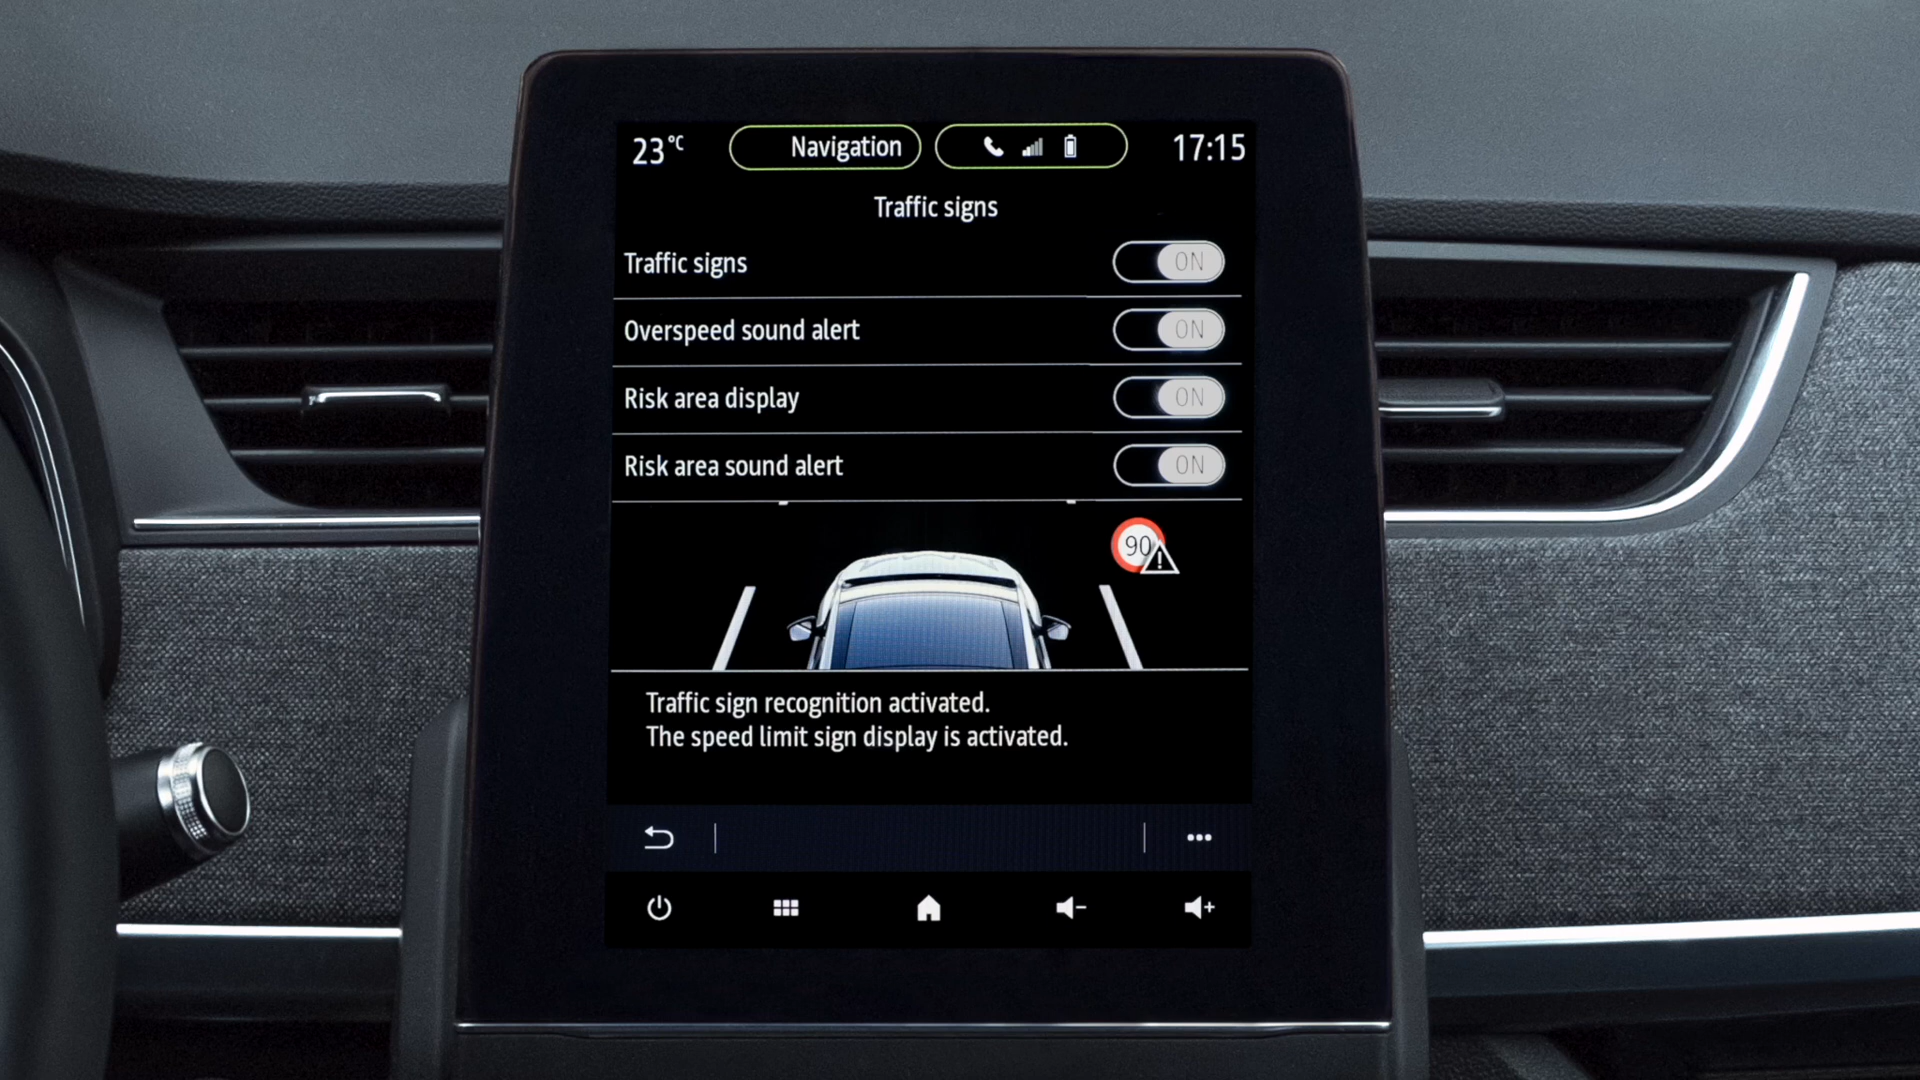 23°C Navigation 17:15
Traffic signs
Traffic signs ON
Overspeed sound alert ON
Risk area display ON
Risk area sound alert ON
90
Traffic sign recognition activated.
The speed limit sign display is activated.